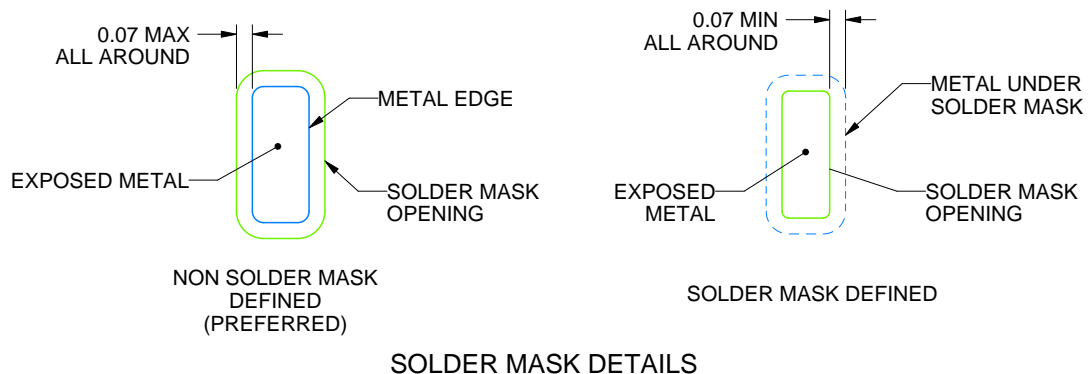 0.07 MAX
ALL AROUND
METAL EDGE
EXPOSED METAL
SOLDER MASK
OPENING
NON SOLDER MASK
DEFINED
(PREFERRED)
0.07 MIN
ALL AROUND
METAL UNDER
SOLDER MASK
EXPOSED
METAL
SOLDER MASK
OPENING
SOLDER MASK DEFINED
SOLDER MASK DETAILS